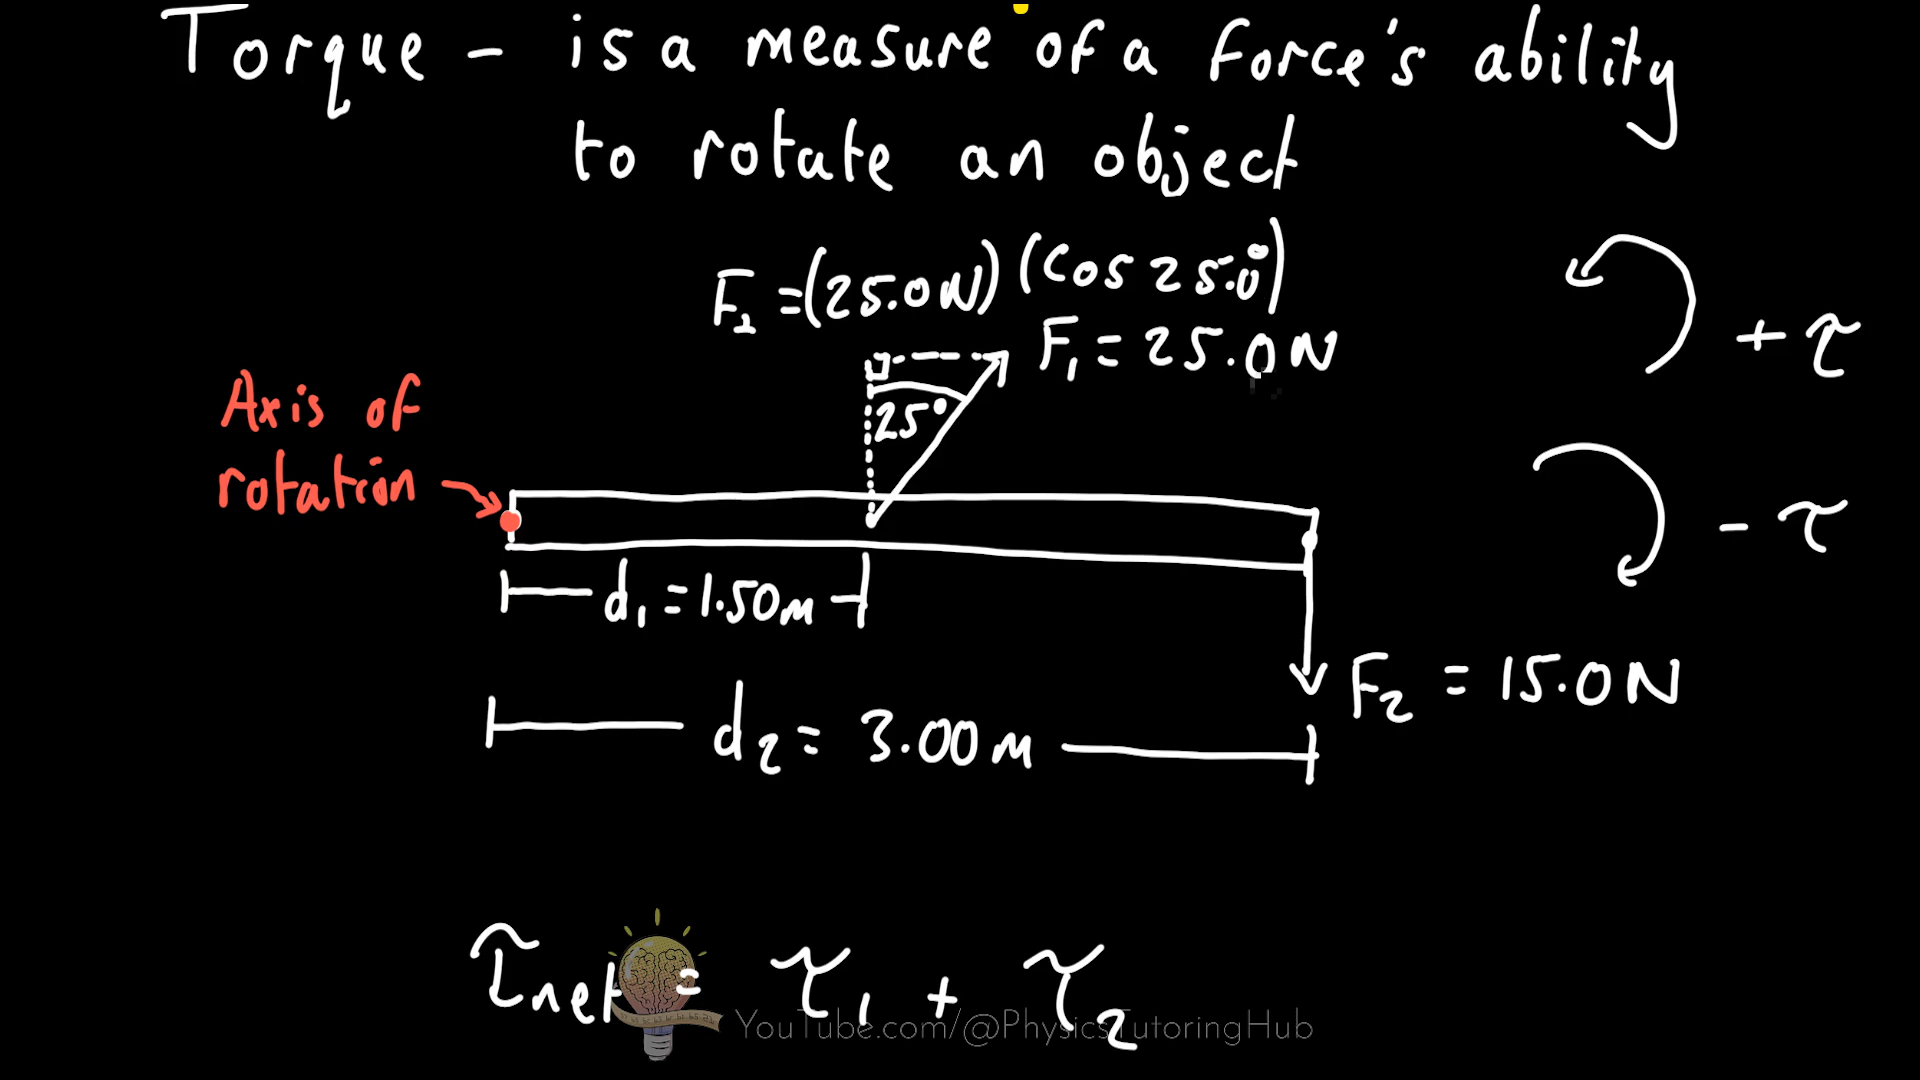 Torque - is a measure of a force's ability
to rotate an object
F⊥ = (25.0N) (cos 25.0°)
F₁ = 25.0N
25°
+ τ
Axis of
rotation
- τ
d₁ = 1.50m
F₂ = 15.0N
d₂ = 3.00m
τnet = τ₁ + τ₂
YouTube.com/@PhysicsTutoringHub